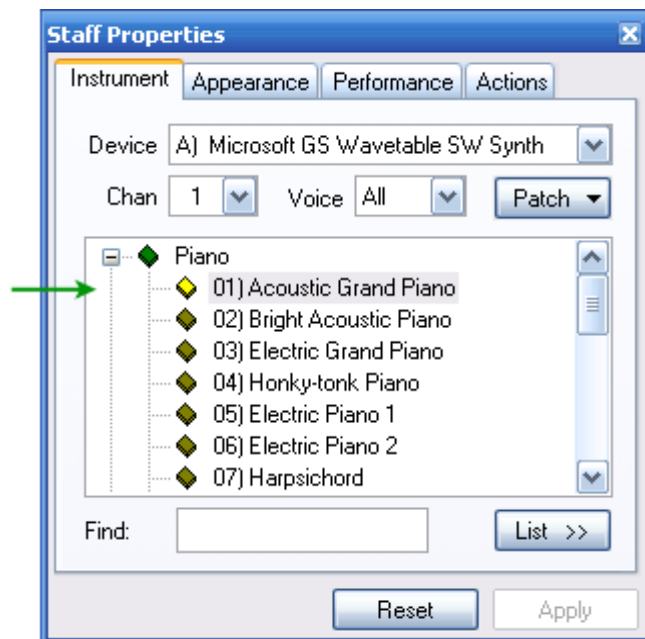 Staff Properties
Instrument Appearance Performance Actions
Device A) Microsoft GS Wavetable SW Synth
Chan 1 Voice All Patch
Piano
01) Acoustic Grand Piano
02) Bright Acoustic Piano
03) Electric Grand Piano
04) Honky-tonk Piano
05) Electric Piano 1
06) Electric Piano 2
07) Harpsichord
Find: List >>
Reset Apply